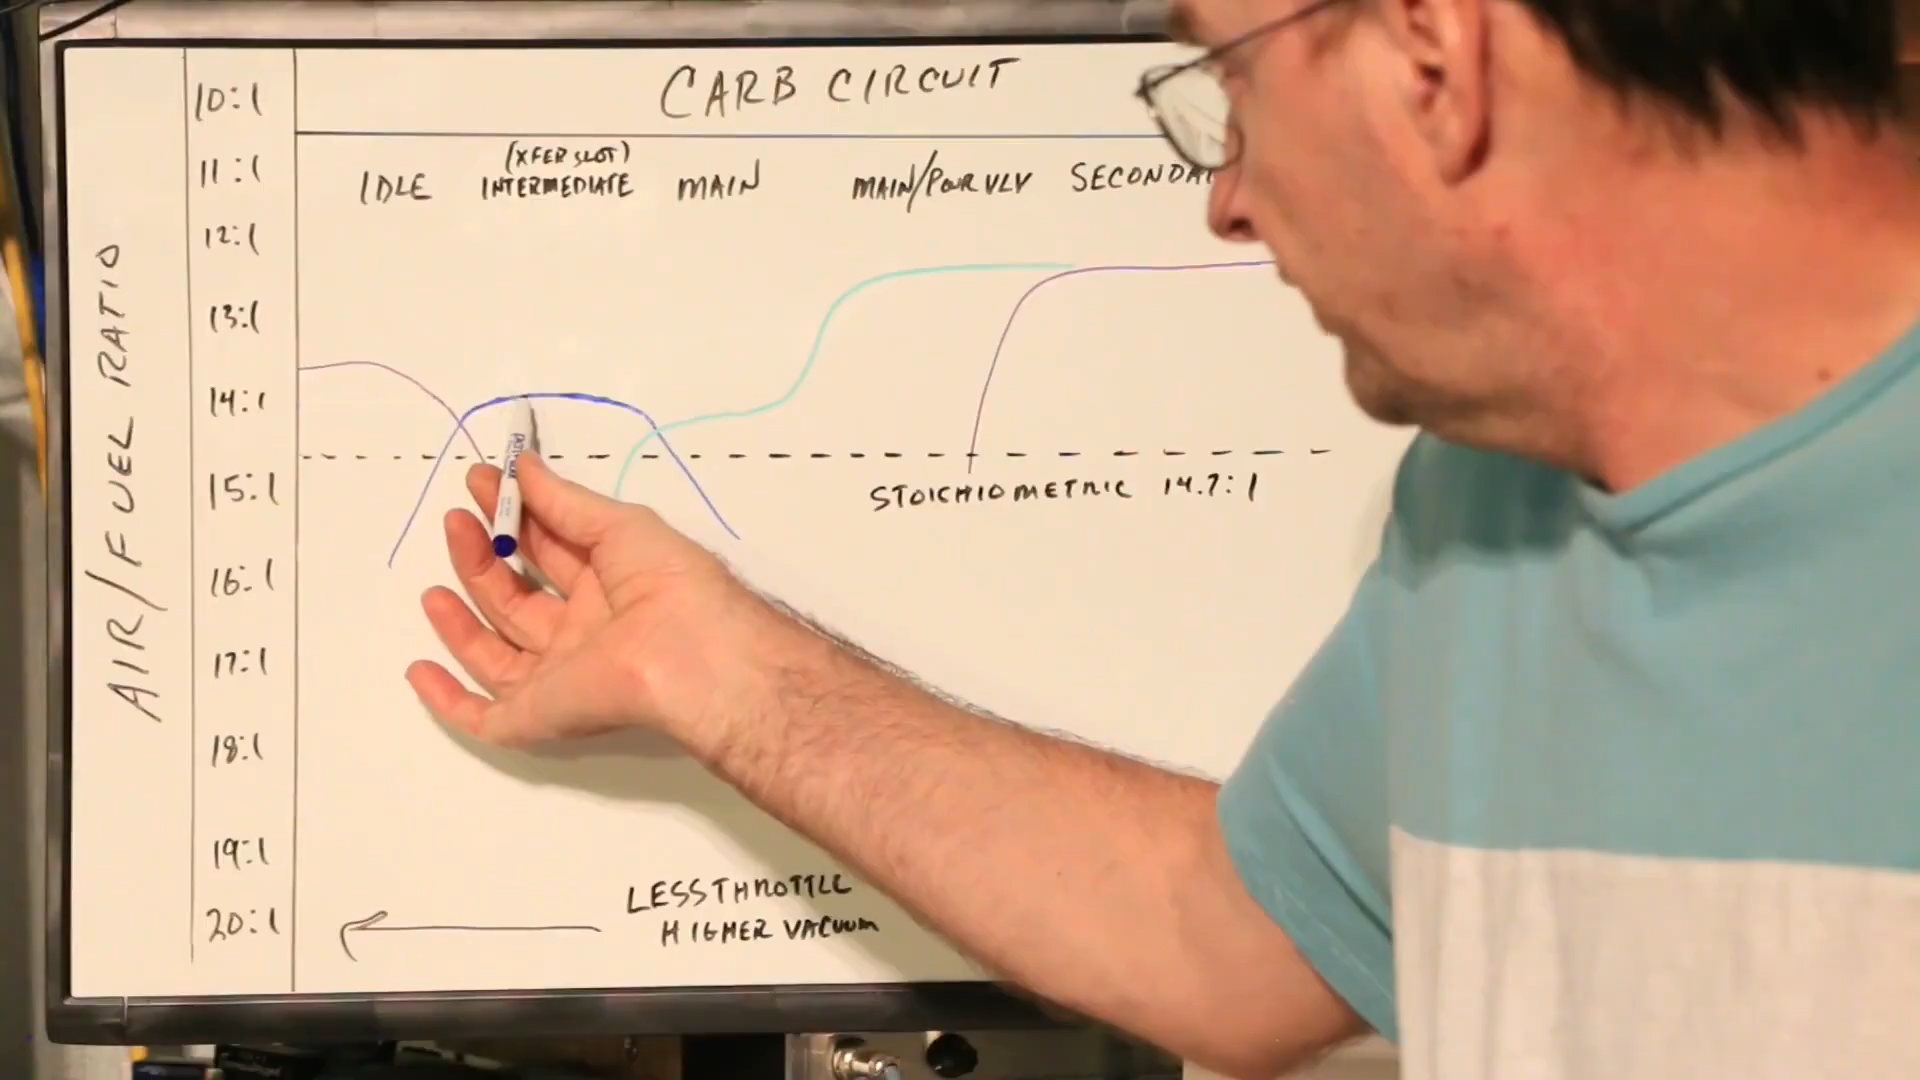 CARB CIRCUIT
10:1
11:1
12:1
13:1
14:1
15:1
16:1
17:1
18:1
19:1
20:1
AIR/FUEL RATIO
IDLE
(XFER SLOT)
INTERMEDIATE
MAIN
MAIN/POWR VLV
SECONDA
STOICHIOMETRIC 14.7:1
LESS THROTTLE
HIGHER VACUUM